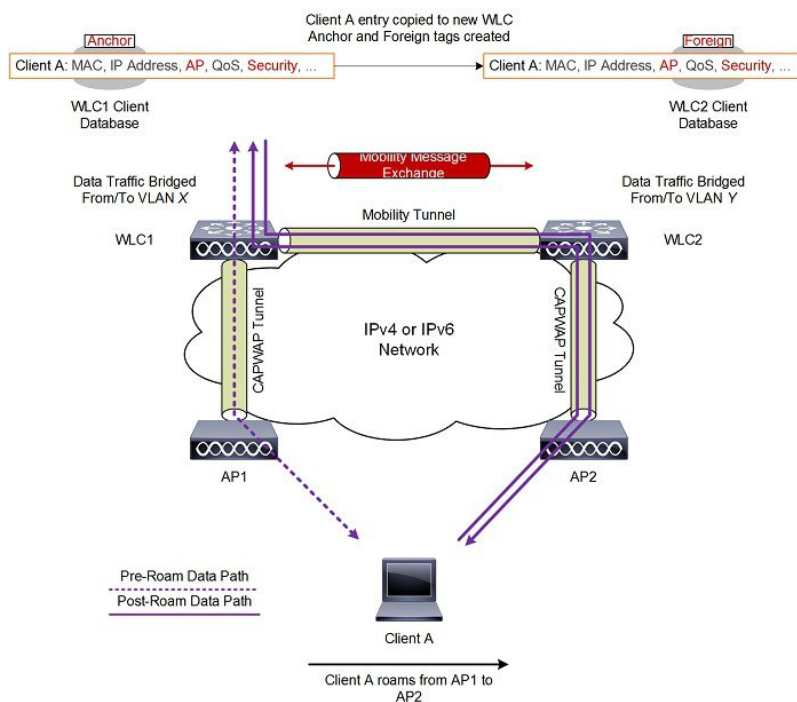 Client A entry copied to new WLC
Anchor and Foreign tags created
Anchor
Foreign
Client A: MAC, IP Address, AP, QoS, Security, ...
Client A: MAC, IP Address, AP, QoS, Security, ...
WLC1 Client
Database
WLC2 Client
Database
Mobility Message
Exchange
Data Traffic Bridged
From/To VLAN X
Data Traffic Bridged
From/To VLAN Y
Mobility Tunnel
WLC1
WLC2
CAPWAP Tunnel
CAPWAP Tunnel
IPv4 or IPv6
Network
AP1
AP2
Pre-Roam Data Path
Post-Roam Data Path
Client A
Client A roams from AP1 to
AP2